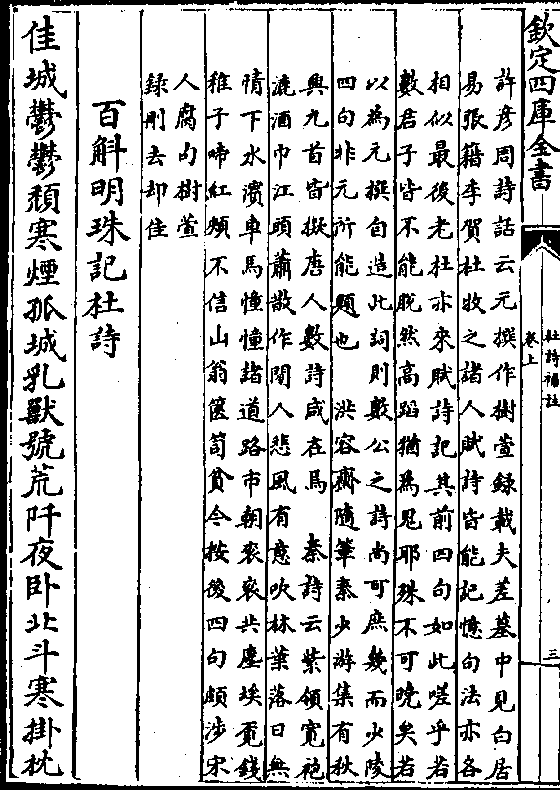 欽定四庫全書
杜詩補註
卷上
三
許彥周詩話云元撰作樹萱録載夫差墓中見白居
易張籍李賀杜牧之諸人賦詩皆能記憶句法亦各
相似最後老杜亦來賦詩記其前四句如此嗟乎若
數君子皆不能脱然高蹈猶為鬼耶殊不可曉矣若
以為元撰自造此詞則數公之詩尚可庶幾而少陵
四句非元所能題也 洪容齋隨筆秦少游集有秋
興九首皆擬唐人數詩咸在焉 秦詩云紫領寬袍
漉酒巾江頭蕭散作閒人悲風有意吹林葉落日無
情下水濱車馬憧憧諸道路市朝衮衮共塵埃覓錢
稚子啼紅頰不信山翁篋笥貧今按後四句頗涉宋
人腐句樹萱
録刪去却佳
百斛明珠記杜詩
佳城鬱鬱頽寒煙孤城乳獸號荒阡夜卧北斗寒掛枕